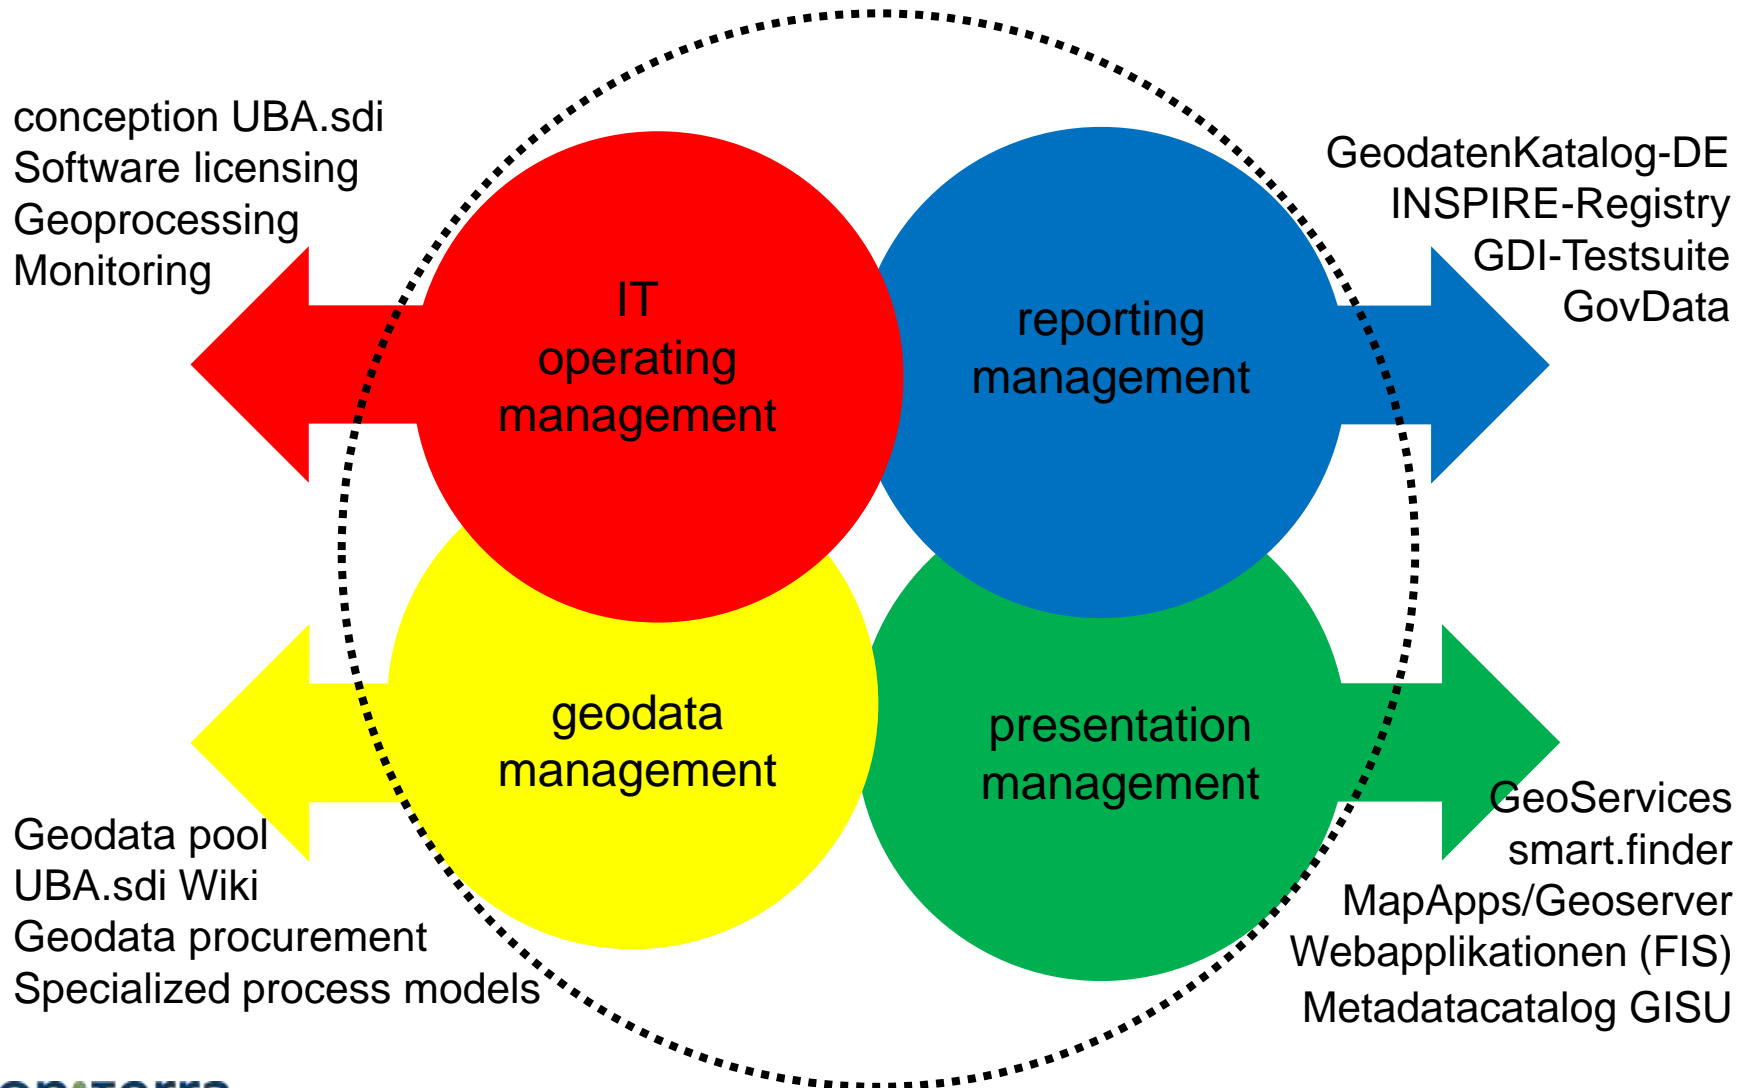 conception UBA.sdi
Software licensing
Geoprocessing
Monitoring
IT
operating
management
reporting
management
GeodatenKatalog-DE
INSPIRE-Registry
GDI-Testsuite
GovData
geodata
management
presentation
management
Geodata pool
UBA.sdi Wiki
Geodata procurement
Specialized process models
GeoServices
smart.finder
MapApps/Geoserver
Webapplikationen (FIS)
Metadatacatalog GISU